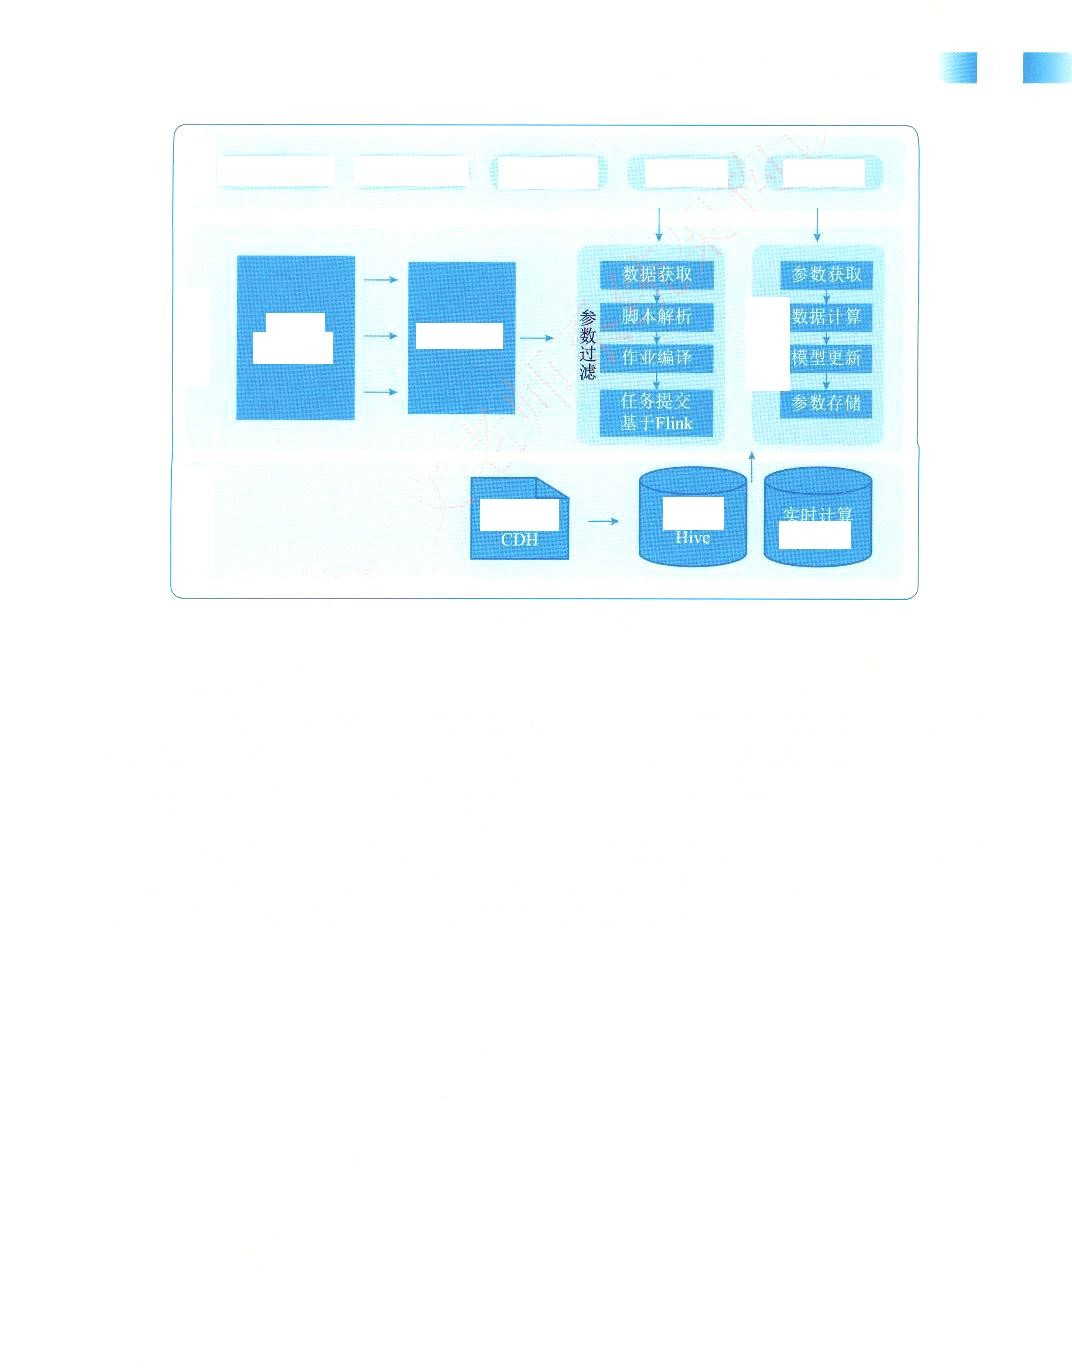 数据获取
参数获取
参数过滤
脚本解析
数据计算
作业编译
模型更新
任务提交
基于Flink
参数存储
CDH
Hive
实时计算